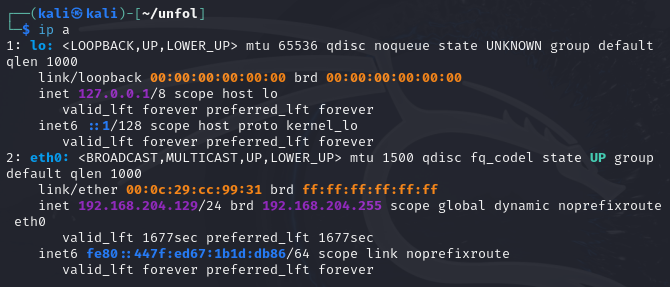 ┌──(kali㉿kali)-[~/unfol]
└─$ ip a
1: lo: <LOOPBACK,UP,LOWER_UP> mtu 65536 qdisc noqueue state UNKNOWN group default
qlen 1000
    link/loopback 00:00:00:00:00:00 brd 00:00:00:00:00:00
    inet 127.0.0.1/8 scope host lo
       valid_lft forever preferred_lft forever
    inet6 ::1/128 scope host proto kernel_lo
       valid_lft forever preferred_lft forever
2: eth0: <BROADCAST,MULTICAST,UP,LOWER_UP> mtu 1500 qdisc fq_codel state UP group
default qlen 1000
    link/ether 00:0c:29:cc:99:31 brd ff:ff:ff:ff:ff:ff
    inet 192.168.204.129/24 brd 192.168.204.255 scope global dynamic noprefixroute
 eth0
       valid_lft 1677sec preferred_lft 1677sec
    inet6 fe80::447f:ed67:1b1d:db86/64 scope link noprefixroute
       valid_lft forever preferred_lft forever